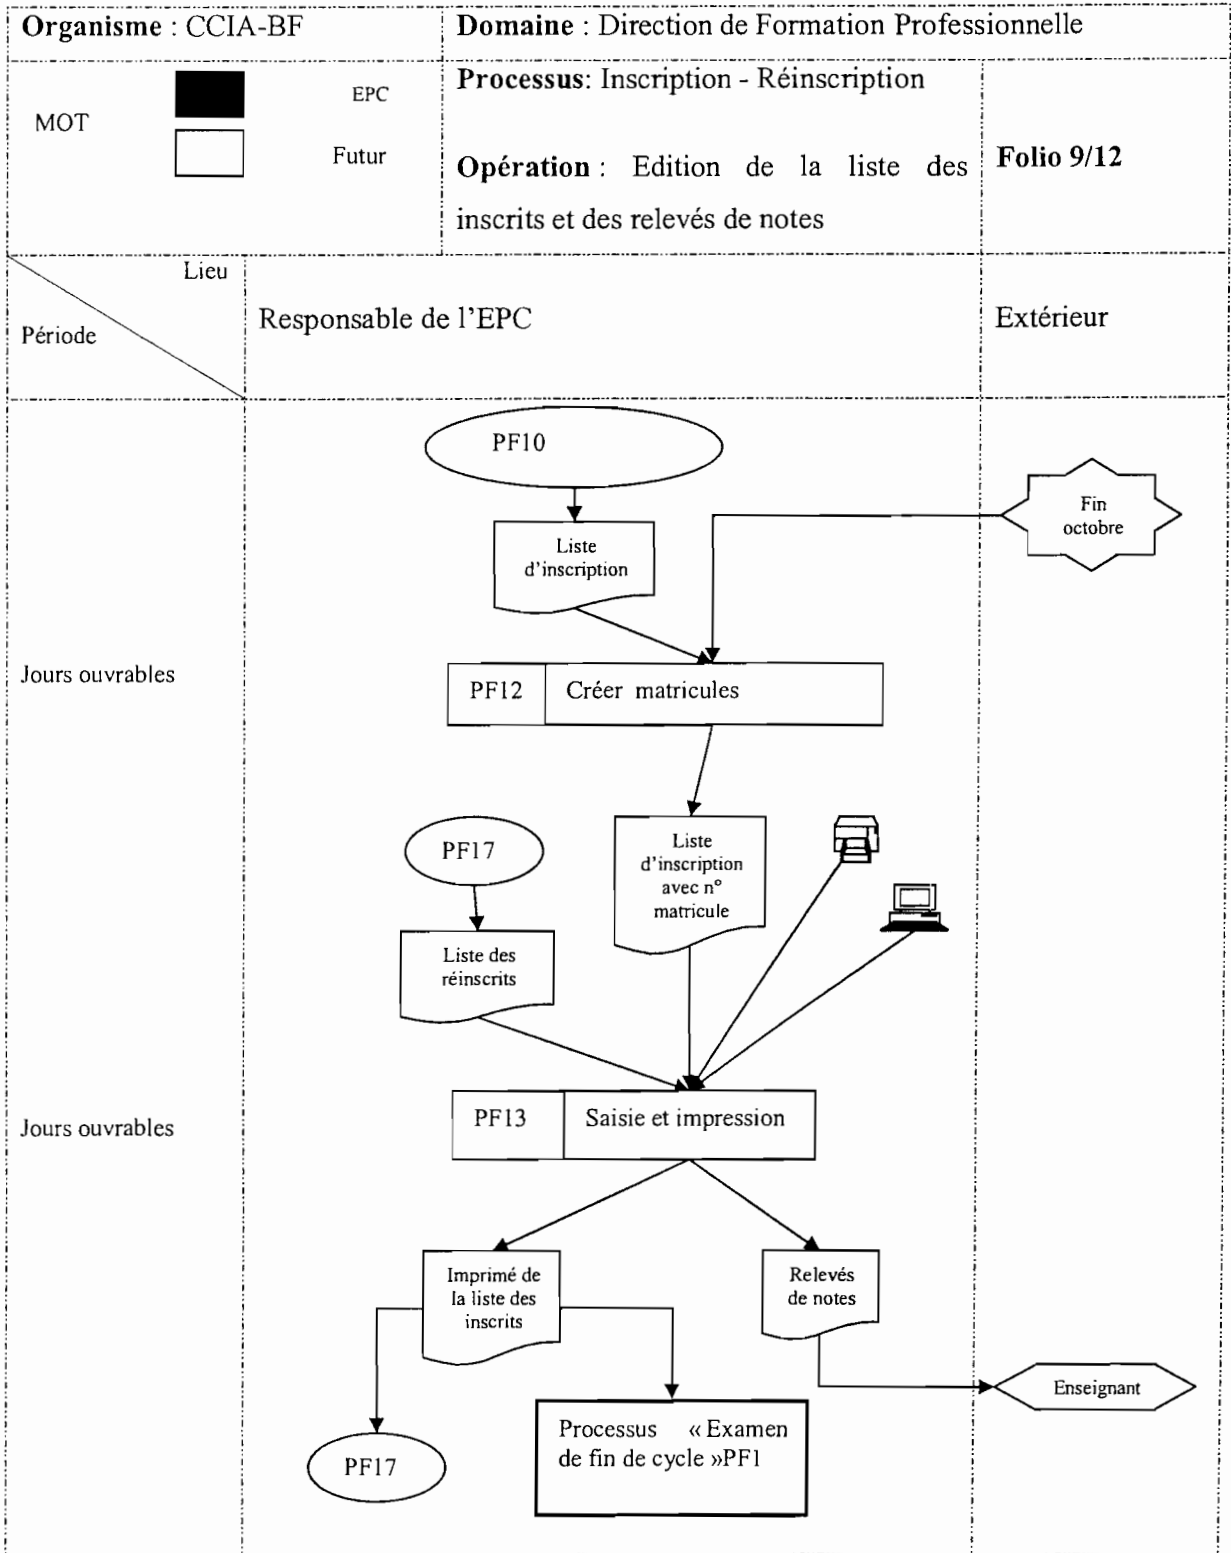 Organisme : CCIA-BF
Domaine : Direction de Formation Professionnelle
MOT
EPC
Futur
Processus: Inscription - Réinscription
Opération : Edition de la liste des
inscrits et des relevés de notes
Folio 9/12
Lieu
Période
Responsable de l'EPC
Extérieur
PF10
Fin
octobre
Liste
d'inscription
Jours ouvrables
PF12
Créer matricules
PF17
Liste
d'inscription
avec n°
matricule
Liste des
réinscrits
Jours ouvrables
PF13
Saisie et impression
Imprimé de
la liste des
inscrits
Relevés
de notes
Enseignant
PF17
Processus « Examen
de fin de cycle »PF1